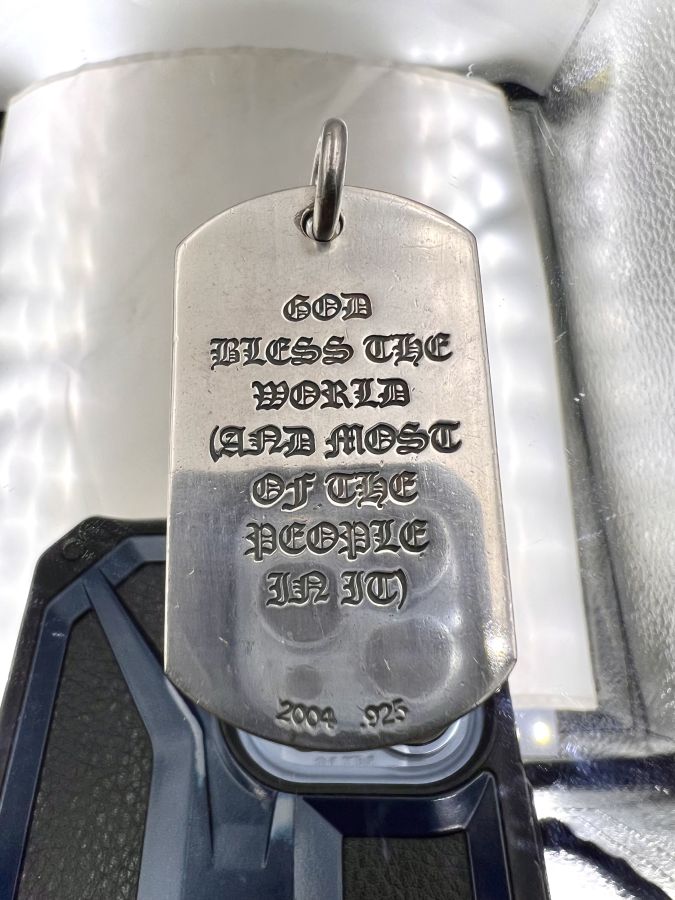 GOD
BLESS THE
WORLD
(AND MOST
OF THE
PEOPLE
IN IT)
2004 .925